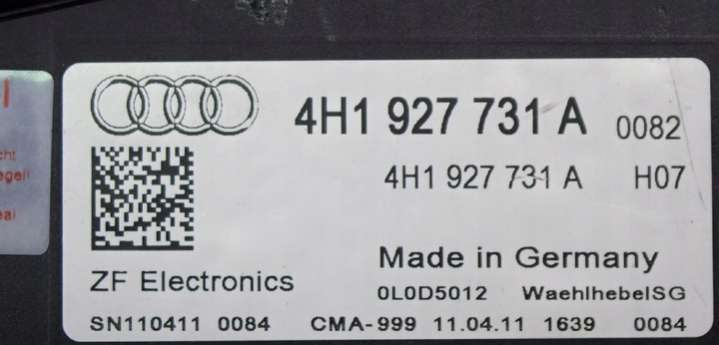 4H1 927 731 A 0082
4H1 927 731 A H07
Made in Germany
ZF Electronics
0L0D5012 WaehlhebelSG
SN110411 0084 CMA-999 11.04.11 1639 0084